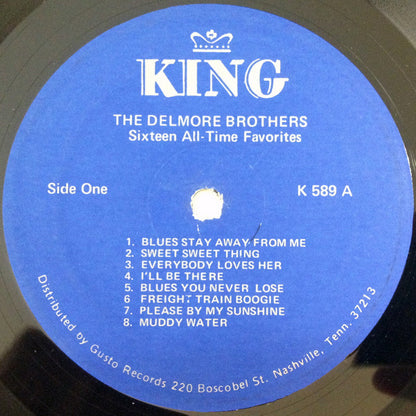 KING
THE DELMORE BROTHERS
Sixteen All-Time Favorites
Side One
K 589 A
1. BLUES STAY AWAY FROM ME
2. SWEET SWEET THING
3. EVERYBODY LOVES HER
4. I'LL BE THERE
5. BLUES YOU NEVER LOSE
6 FREIGHT TRAIN BOOGIE
7. PLEASE BY MY SUNSHINE
8. MUDDY WATER
Distributed by Gusto Records 220 Boscobel St. Nashville, Tenn. 37213